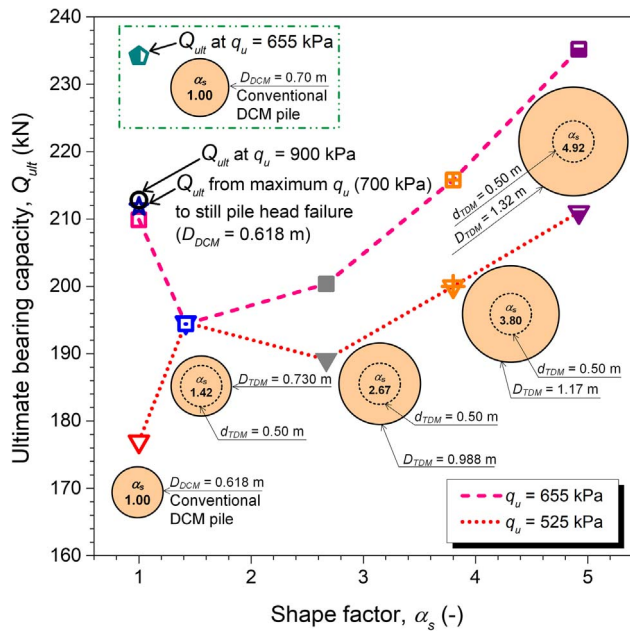 Ultimate bearing capacity, Q_ult (kN)
240
230
220
210
200
190
180
170
160
Q_ult at q_u = 655 kPa
α_s
1.00
D_DCM = 0.70 m
Conventional
DCM pile
Q_ult at q_u = 900 kPa
Q_ult from maximum q_u (700 kPa)
to still pile head failure
(D_DCM = 0.618 m)
α_s
4.92
d_TDM = 0.50 m
D_TDM = 1.32 m
α_s
3.80
d_TDM = 0.50 m
D_TDM = 1.17 m
α_s
1.42
D_TDM = 0.730 m
d_TDM = 0.50 m
α_s
2.67
d_TDM = 0.50 m
D_TDM = 0.988 m
α_s
1.00
D_DCM = 0.618 m
Conventional
DCM pile
q_u = 655 kPa
q_u = 525 kPa
1 2 3 4 5
Shape factor, α_s (-)